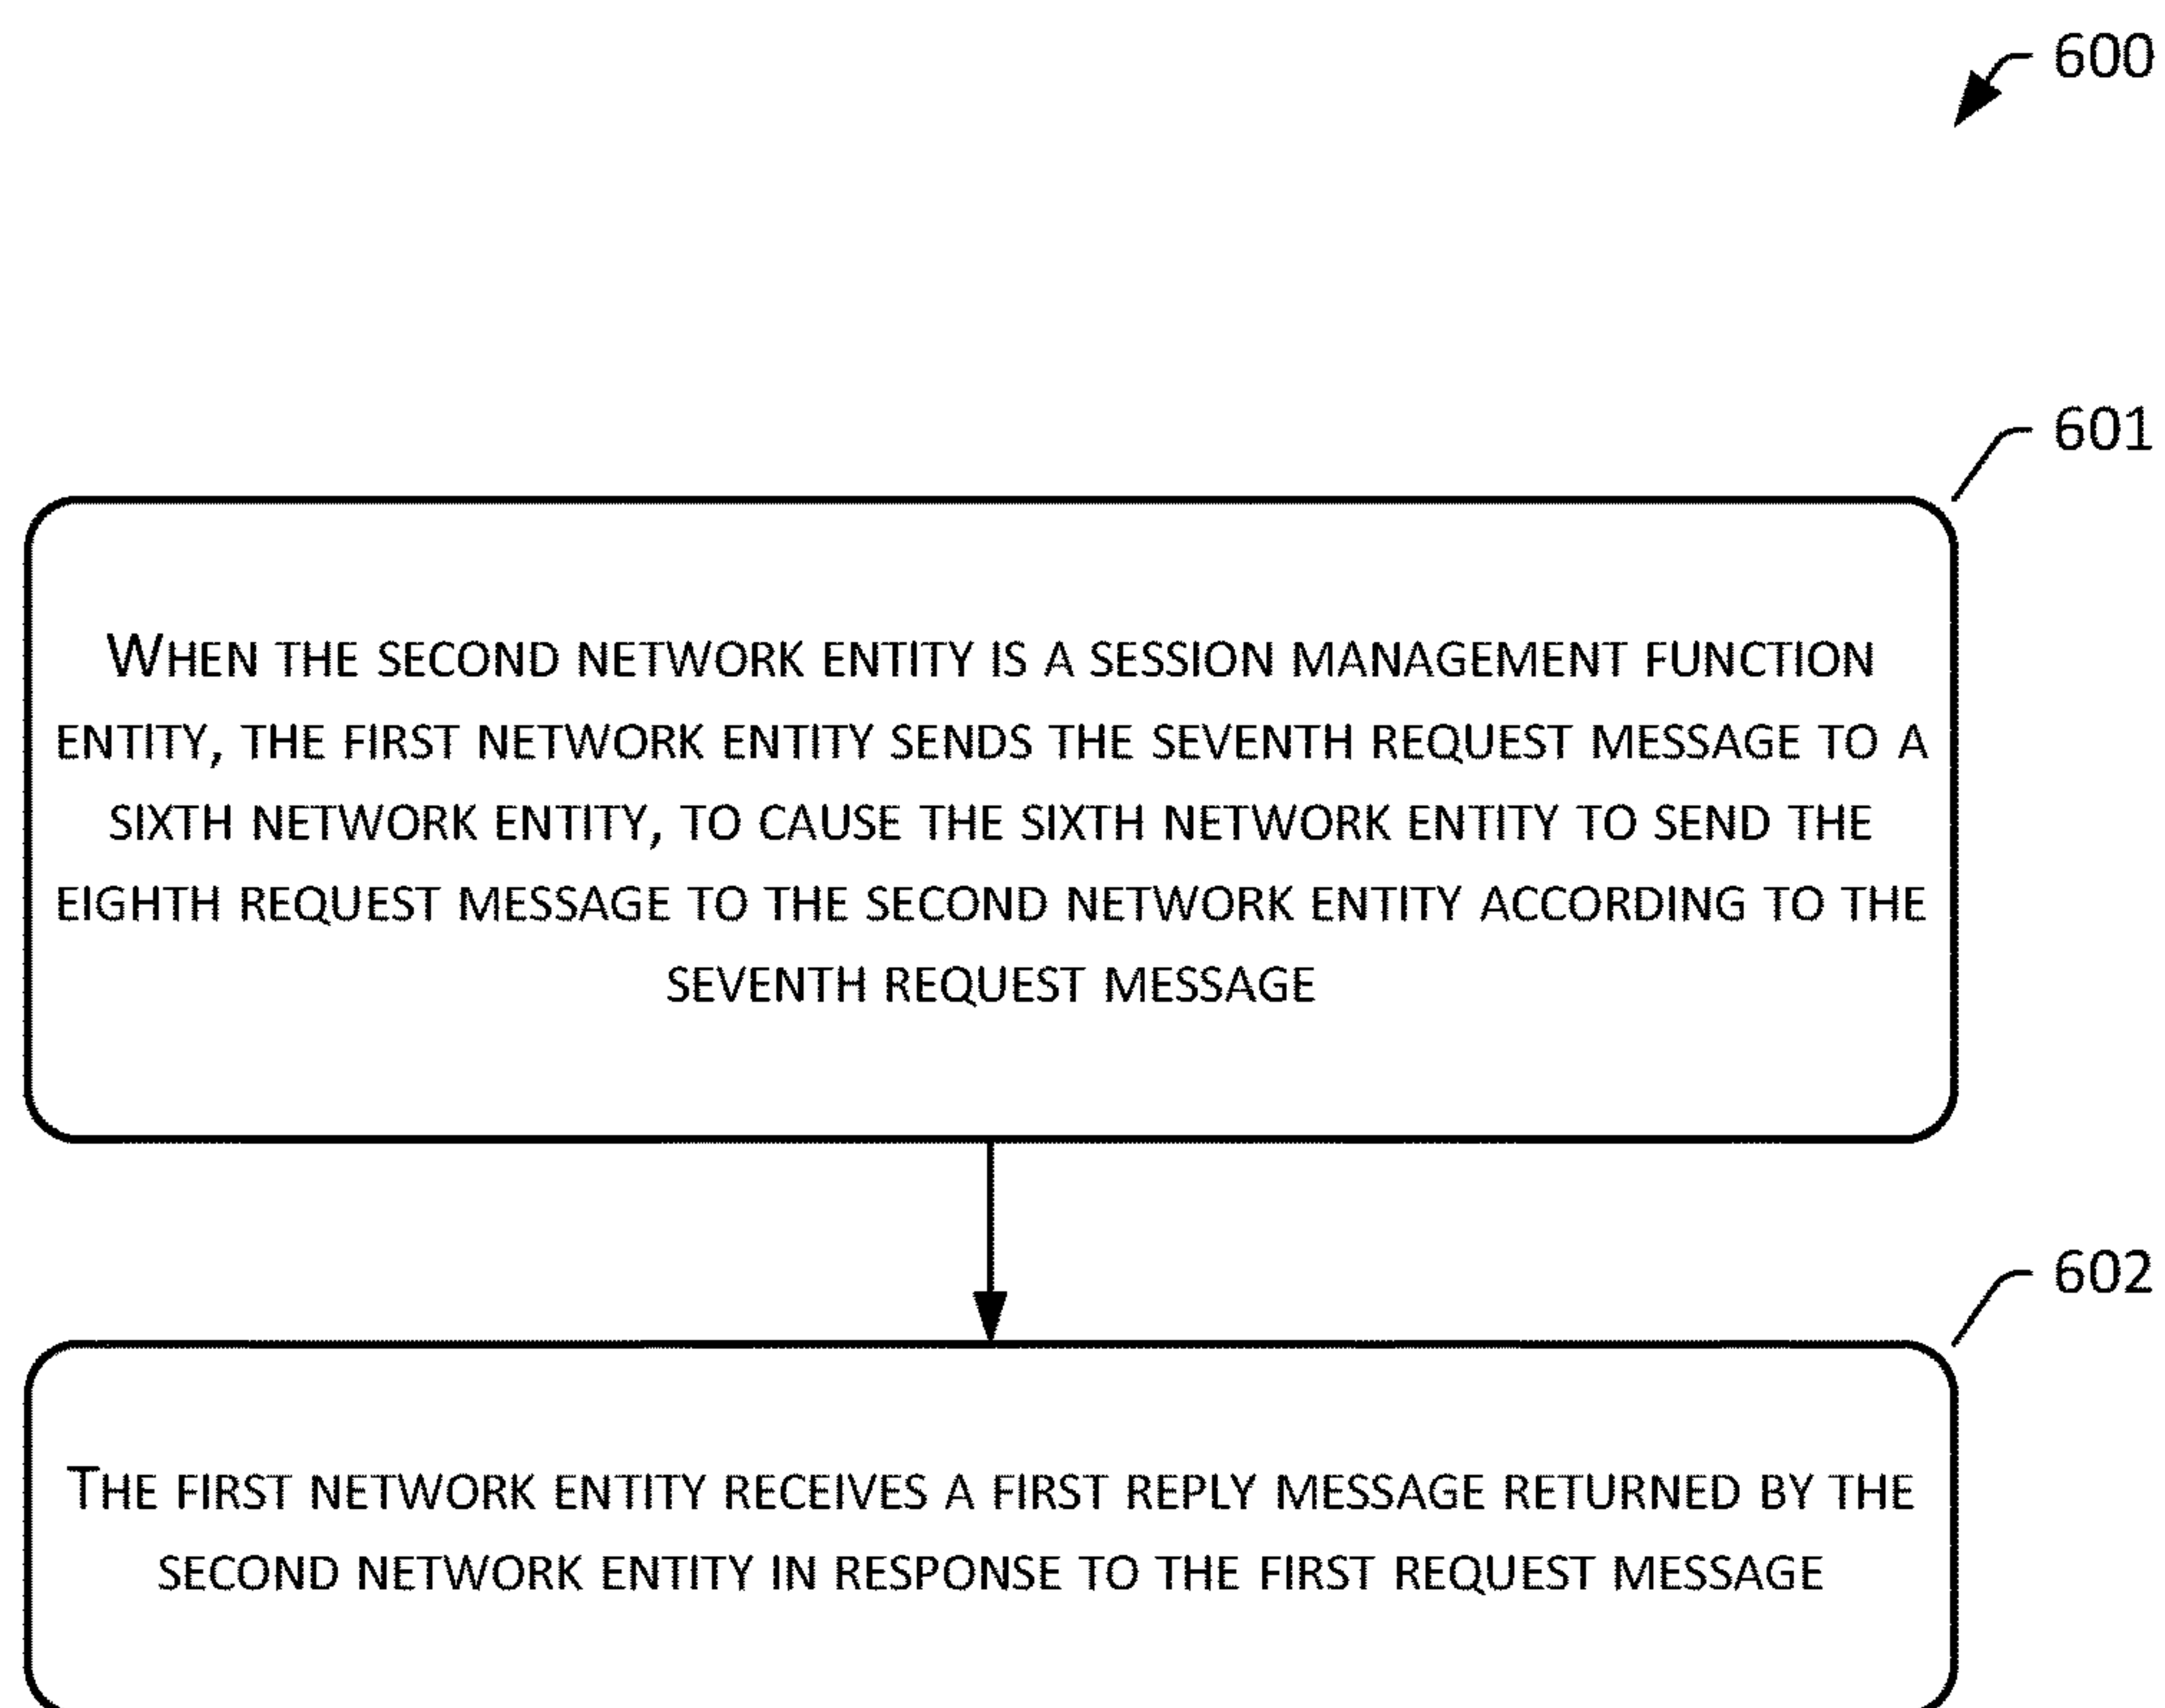 600
601
WHEN THE SECOND NETWORK ENTITY IS A SESSION MANAGEMENT FUNCTION
ENTITY, THE FIRST NETWORK ENTITY SENDS THE SEVENTH REQUEST MESSAGE TO A
SIXTH NETWORK ENTITY, TO CAUSE THE SIXTH NETWORK ENTITY TO SEND THE
EIGHTH REQUEST MESSAGE TO THE SECOND NETWORK ENTITY ACCORDING TO THE
SEVENTH REQUEST MESSAGE
602
THE FIRST NETWORK ENTITY RECEIVES A FIRST REPLY MESSAGE RETURNED BY THE
SECOND NETWORK ENTITY IN RESPONSE TO THE FIRST REQUEST MESSAGE